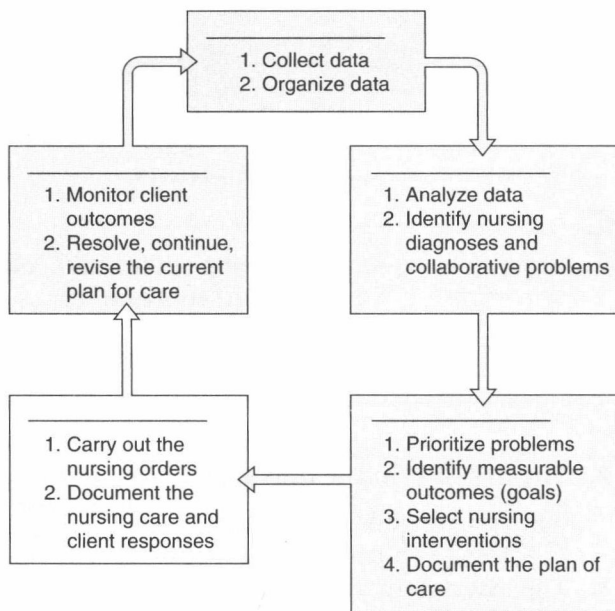 1. Collect data
2. Organize data
1. Analyze data
2. Identify nursing
diagnoses and
collaborative problems
1. Prioritize problems
2. Identify measurable
outcomes (goals)
3. Select nursing
interventions
4. Document the plan of
care
1. Carry out the
nursing orders
2. Document the
nursing care and
client responses
1. Monitor client
outcomes
2. Resolve, continue,
revise the current
plan for care